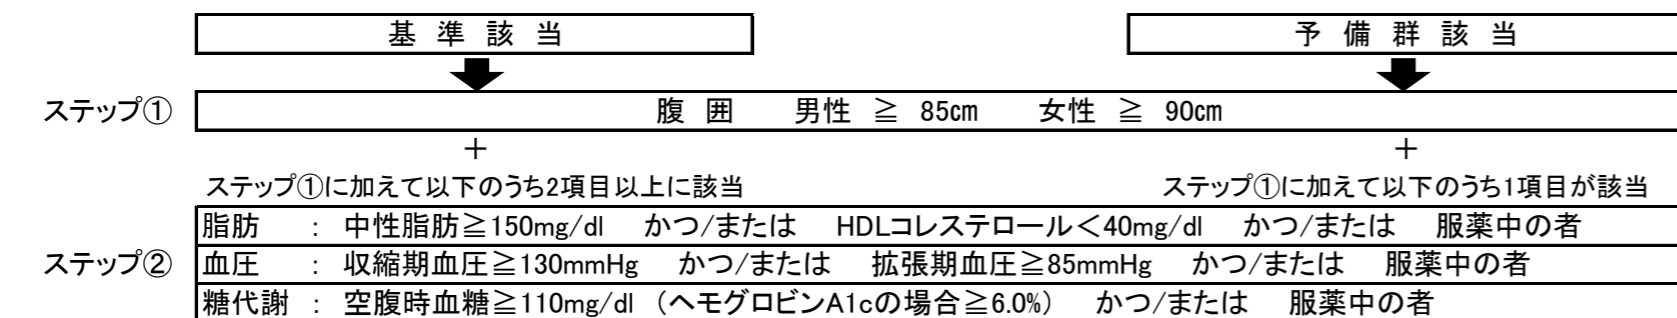 基準該当 予備群該当
ステップ① 腹囲 男性 ≧ 85㎝ 女性 ≧ 90㎝
＋ ＋
ステップ①に加えて以下のうち2項目以上に該当 ステップ①に加えて以下のうち1項目が該当
脂肪 : 中性脂肪≧150mg/dl かつ/または HDLコレステロール＜40mg/dl かつ/または 服薬中の者
ステップ② 血圧 : 収縮期血圧≧130mmHg かつ/または 拡張期血圧≧85mmHg かつ/または 服薬中の者
糖代謝 : 空腹時血糖≧110mg/dl （ヘモグロビンA1cの場合≧6.0%） かつ/または 服薬中の者